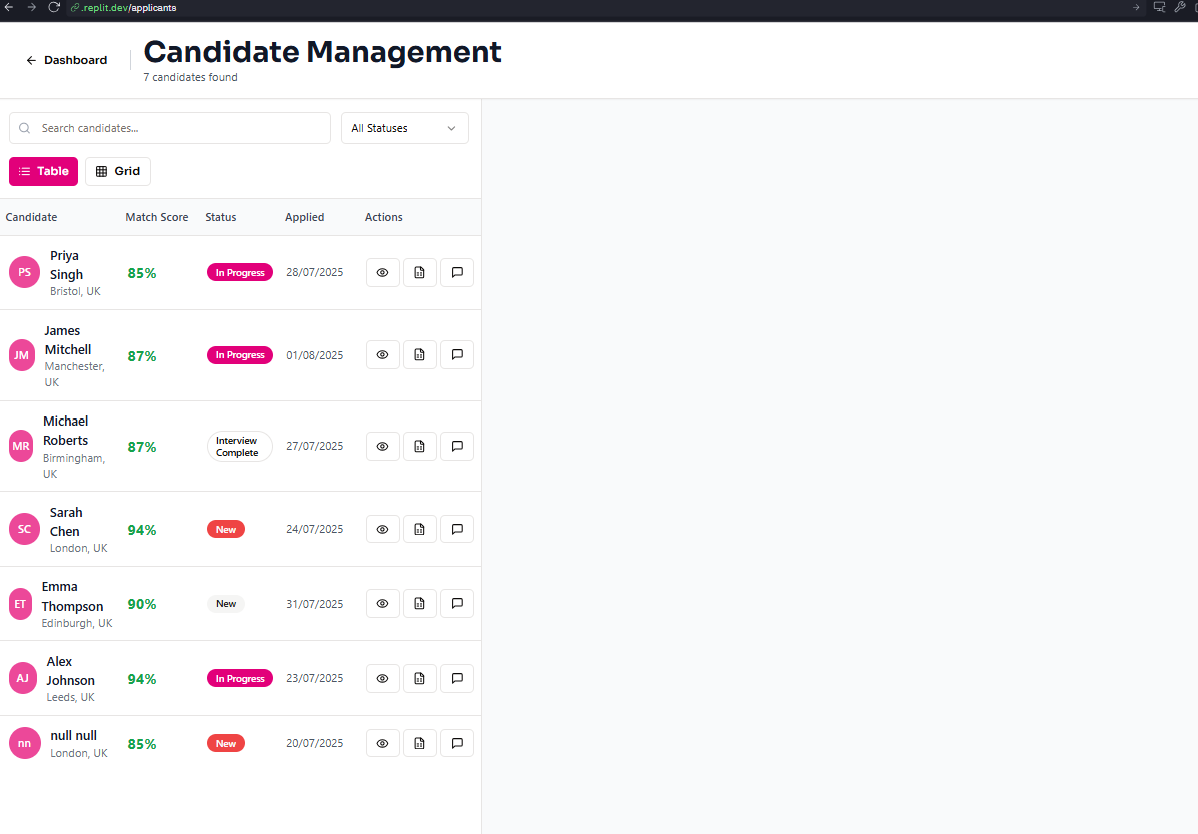 .replit.dev/applicants
Dashboard
Candidate Management
7 candidates found
Search candidates...
All Statuses
Table
Grid
Candidate Match Score Status Applied Actions
PS
Priya
Singh
Bristol, UK
85%
In Progress
28/07/2025
JM
James
Mitchell
Manchester,
UK
87%
In Progress
01/08/2025
MR
Michael
Roberts
Birmingham,
UK
87%
Interview
Complete
27/07/2025
SC
Sarah
Chen
London, UK
94%
New
24/07/2025
ET
Emma
Thompson
Edinburgh, UK
90%
New
31/07/2025
AJ
Alex
Johnson
Leeds, UK
94%
In Progress
23/07/2025
nn
null null
London, UK
85%
New
20/07/2025